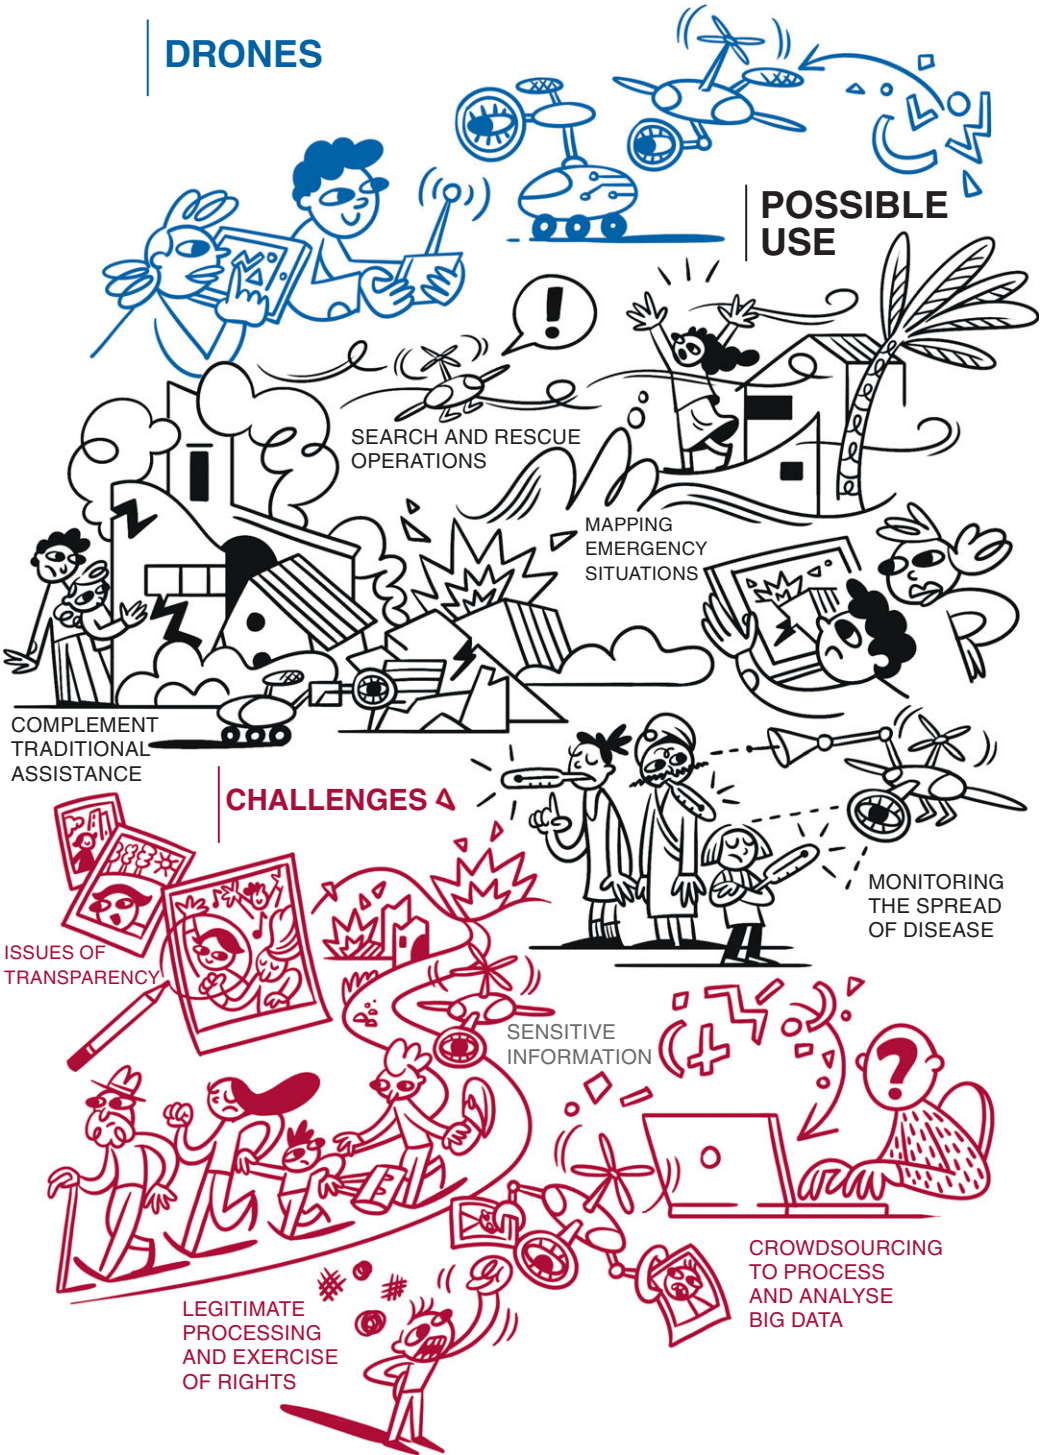 DRONES
POSSIBLE
USE
!
SEARCH AND RESCUE
OPERATIONS
MAPPING
EMERGENCY
SITUATIONS
COMPLEMENT
TRADITIONAL
ASSISTANCE
MONITORING
THE SPREAD
OF DISEASE
CHALLENGES
ISSUES OF
TRANSPARENCY
SENSITIVE
INFORMATION
?
CROWDSOURCING
TO PROCESS
AND ANALYSE
BIG DATA
LEGITIMATE
PROCESSING
AND EXERCISE
OF RIGHTS